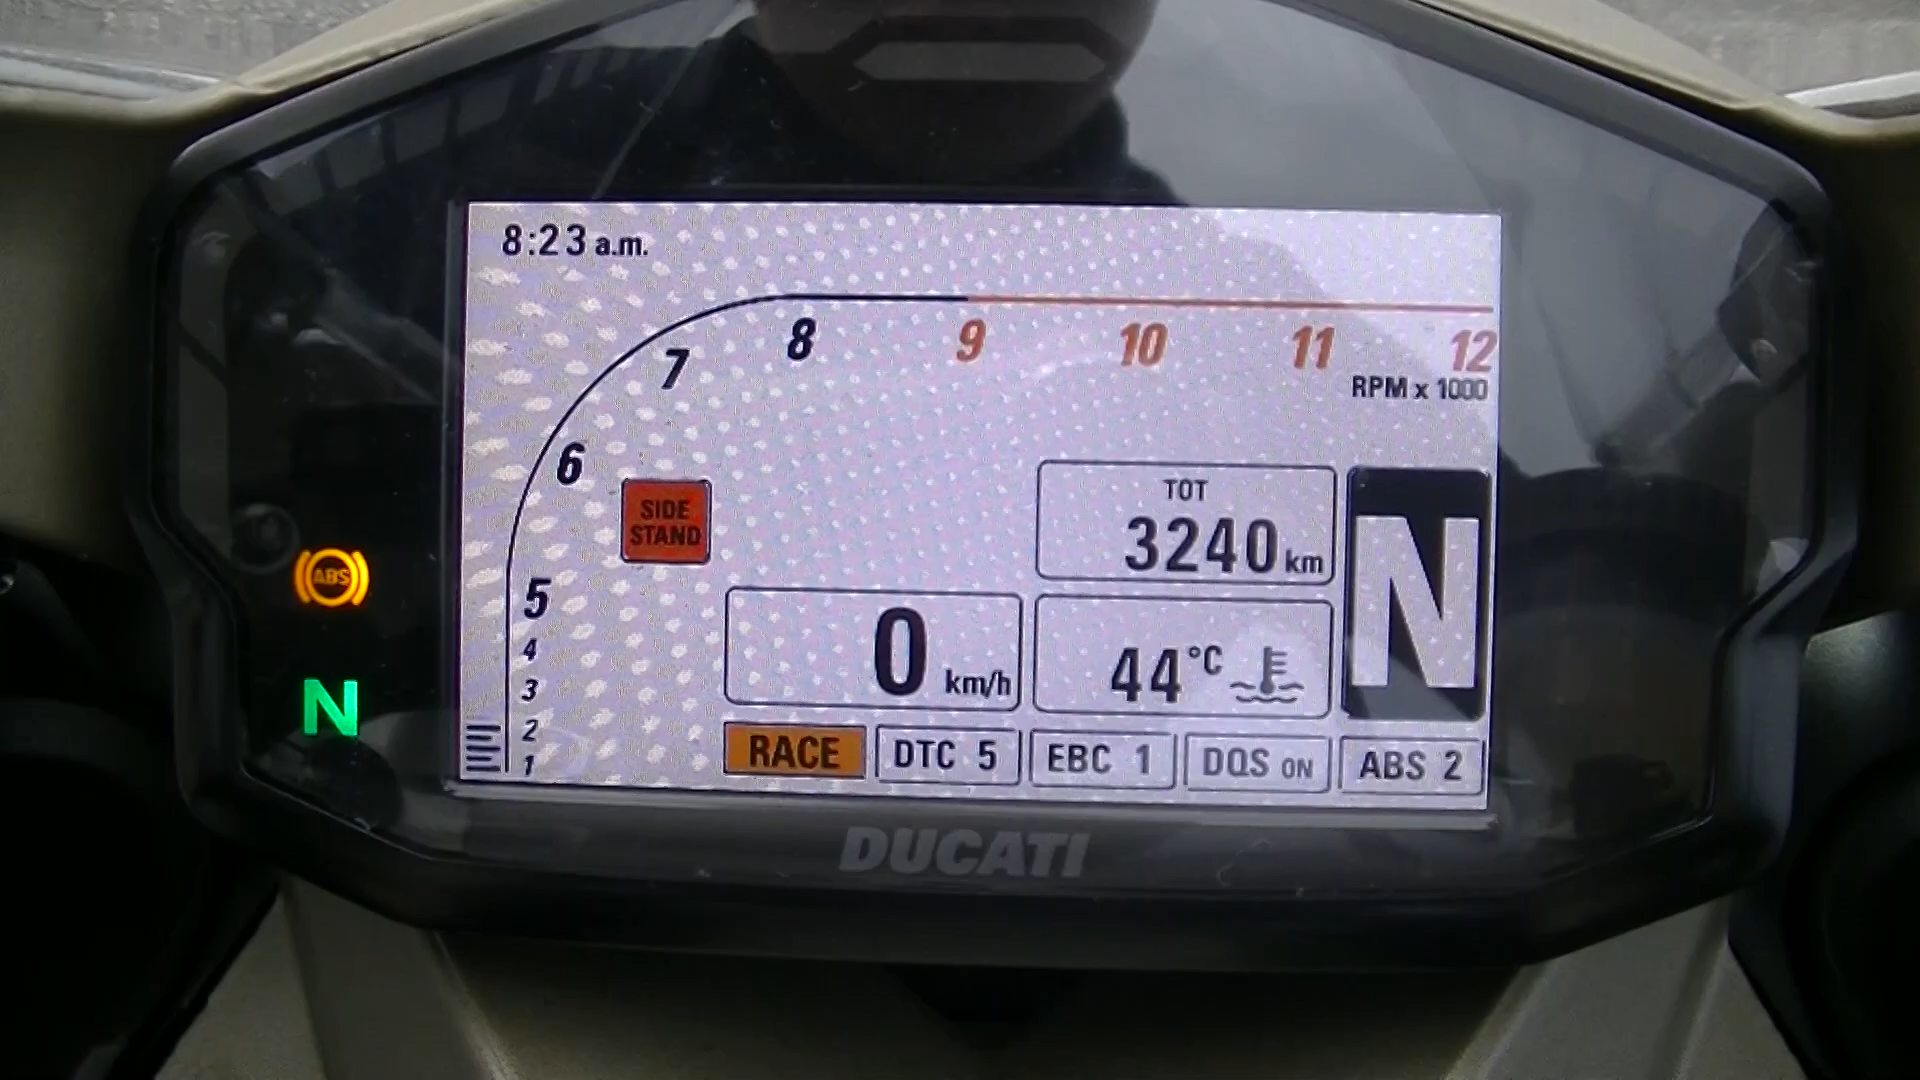 8:23 a.m.
8 9 10 11 12
7
RPM x 1000
6
SIDE
STAND
TOT
3240 km
N
ABS
5
4
3
2
1
0 km/h
44 °C
N
RACE DTC 5 EBC 1 DQS ON ABS 2
DUCATI